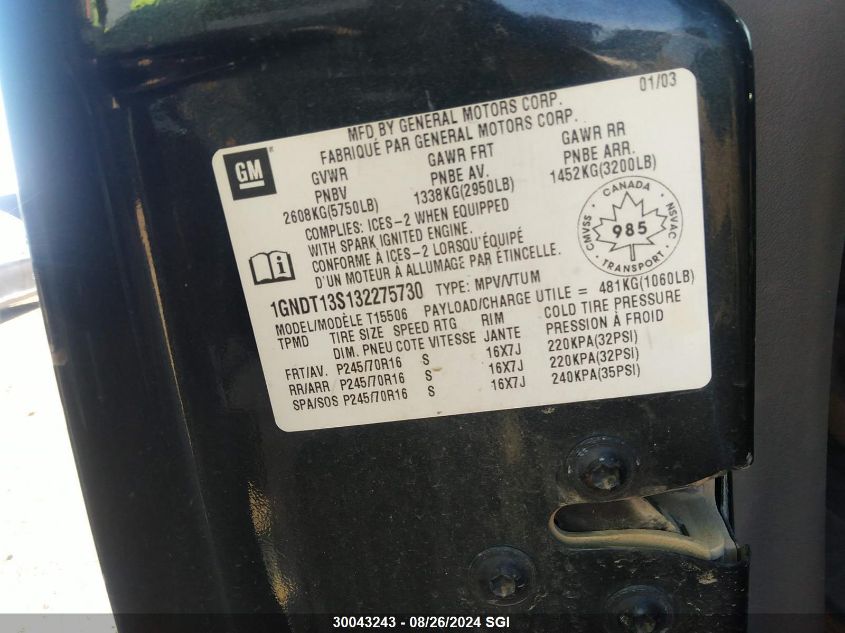 01/03
MFD BY GENERAL MOTORS CORP.
FABRIQUÉ PAR GENERAL MOTORS CORP.
GM
GVWR GAWR FRT GAWR RR
PNBV PNBE AV. PNBE ARR.
2608KG(5750LB) 1338KG(2950LB) 1452KG(3200LB)
COMPLIES: ICES-2 WHEN EQUIPPED
WITH SPARK IGNITED ENGINE.
CONFORME À ICES-2 LORSQU'ÉQUIPÉ
D'UN MOTEUR À ALLUMAGE PAR ÉTINCELLE.
CANADA
CMVSS 985 NSVAC
TRANSPORT
i
1GNDT13S132275730 TYPE: MPV/VTUM
MODEL/MODÈLE T15506 PAYLOAD/CHARGE UTILE = 481KG(1060LB)
TPMD TIRE SIZE SPEED RTG RIM COLD TIRE PRESSURE
DIM. PNEU COTE VITESSE JANTE PRESSION À FROID
FRT/AV. P245/70R16 S 16X7J 220KPA(32PSI)
RR/ARR P245/70R16 S 16X7J 220KPA(32PSI)
SPA/SOS P245/70R16 S 16X7J 240KPA(35PSI)
30043243 - 08/26/2024 SGI